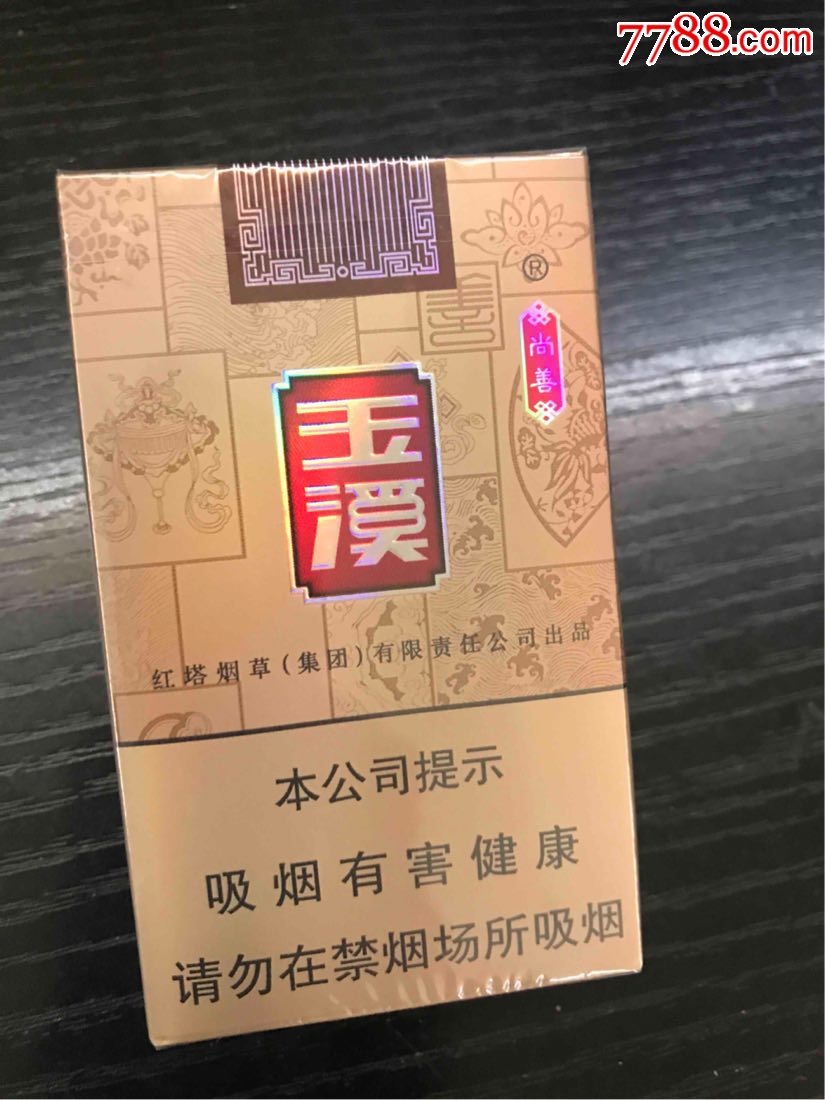 7788.com
®
尚善
玉溪
红塔烟草(集团)有限责任公司出品
本公司提示
吸烟有害健康
请勿在禁烟场所吸烟